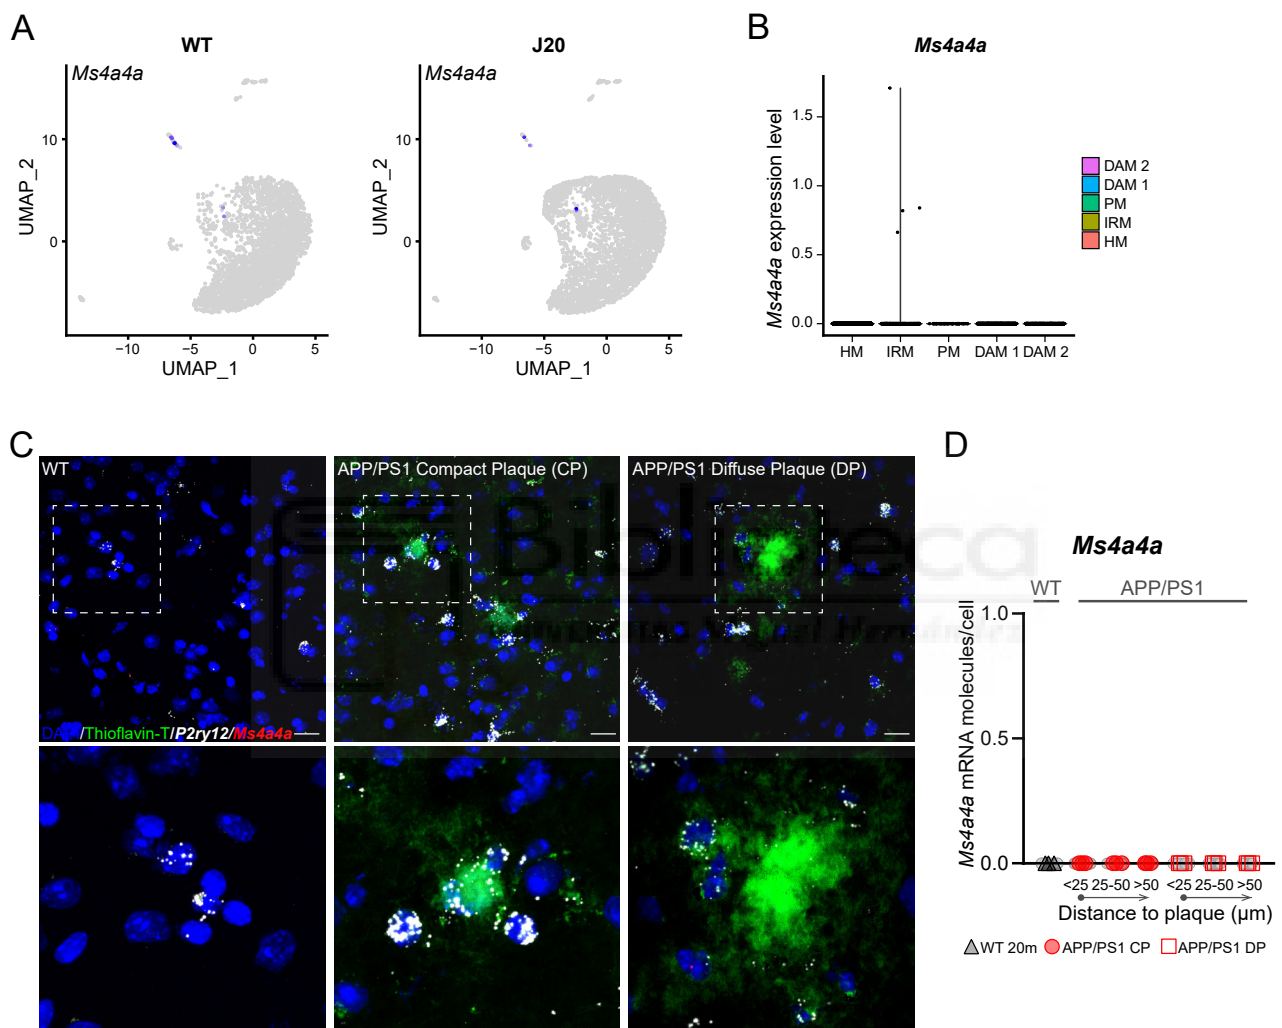 A
WT
J20
Ms4a4a
Ms4a4a
UMAP_2
10
0
−10
−5
0
5
UMAP_1
UMAP_2
10
0
−10
−5
0
5
UMAP_1
B
Ms4a4a
Ms4a4a expression level
1.5
1.0
0.5
0.0
HM
IRM
PM
DAM 1
DAM 2
DAM 2
DAM 1
PM
IRM
HM
C
WT
APP/PS1 Compact Plaque (CP)
APP/PS1 Diffuse Plaque (DP)
Biblioteca
DAPI/Thioflavin-T/P2ry12/Ms4a4a
D
Ms4a4a
WT
APP/PS1
Ms4a4a mRNA molecules/cell
1.0
0.5
0.0
<25 25-50 >50 <25 25-50 >50
Distance to plaque (µm)
WT 20m APP/PS1 CP APP/PS1 DP